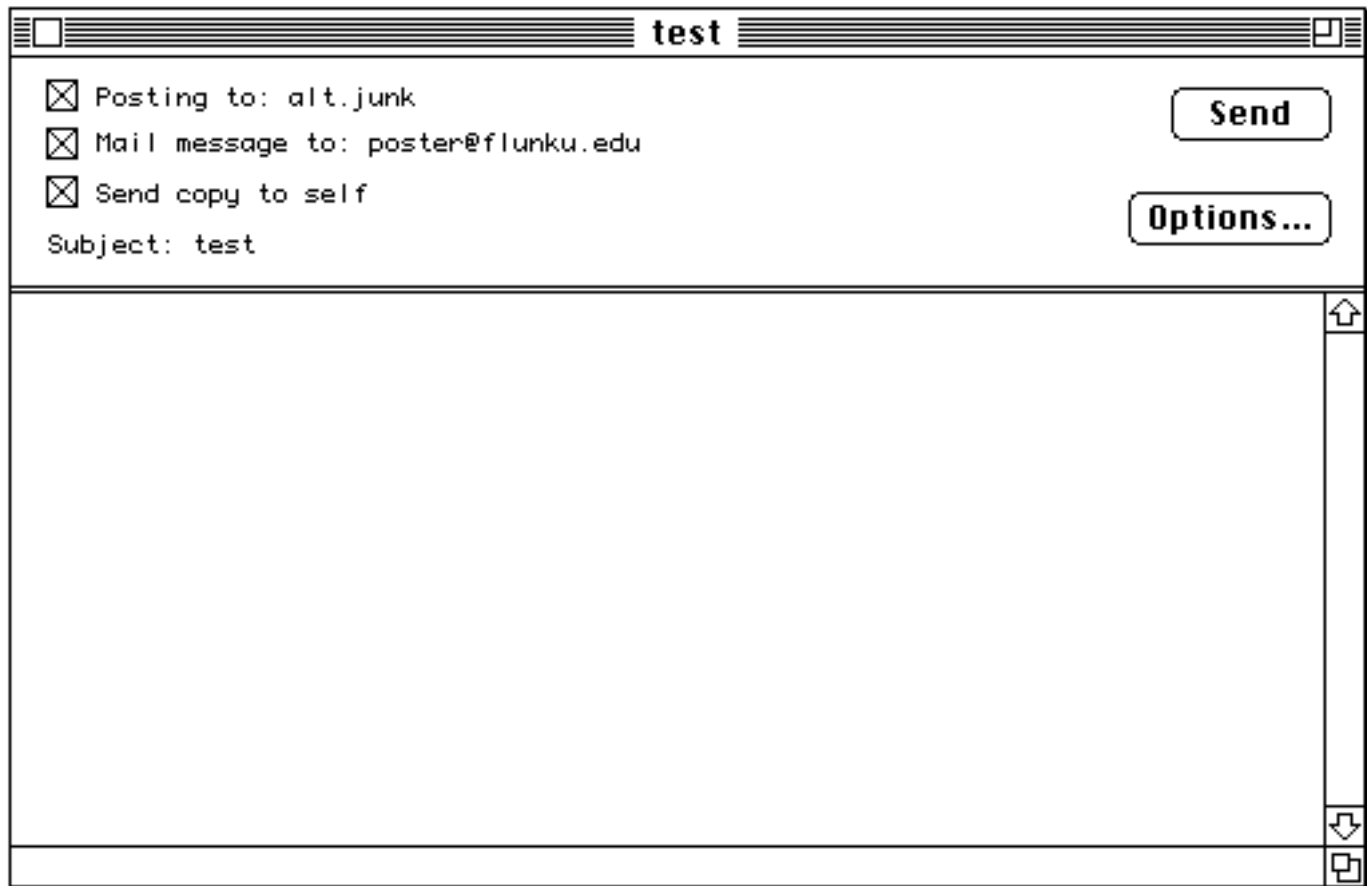 test
Posting to: alt.junk
Send
Mail message to: poster@flunku.edu
Send copy to self
Options...
Subject: test